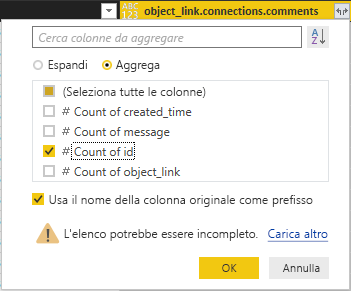 ABC
123
object_link.connections.comments
Cerca colonne da aggregare
A
Z
Espandi
Aggrega
(Seleziona tutte le colonne)
# Count of created_time
# Count of message
# Count of id
# Count of object_link
Usa il nome della colonna originale come prefisso
L'elenco potrebbe essere incompleto. Carica altro
OK
Annulla